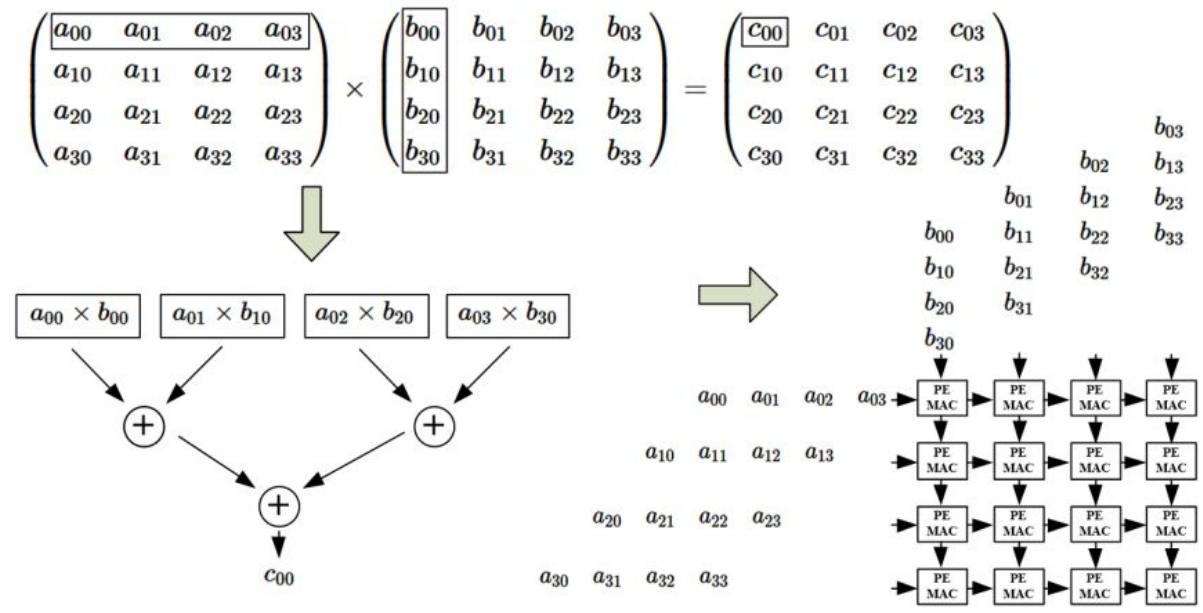 a00 a01 a02 a03 b00 b01 b02 b03 c00 c01 c02 c03
a10 a11 a12 a13 × b10 b11 b12 b13 = c10 c11 c12 c13
a20 a21 a22 a23 b20 b21 b22 b23 c20 c21 c22 c23
a30 a31 a32 a33 b30 b31 b32 b33 c30 c31 c32 c33
a00 × b00 a01 × b10 a02 × b20 a03 × b30
+ +
+
c00
b03
b02 b13
b01 b12 b23
b00 b11 b22 b33
b10 b21 b32
b20 b31
b30
a00 a01 a02 a03
PE PE PE PE
MAC MAC MAC MAC
a10 a11 a12 a13
PE PE PE PE
MAC MAC MAC MAC
a20 a21 a22 a23
PE PE PE PE
MAC MAC MAC MAC
a30 a31 a32 a33
PE PE PE PE
MAC MAC MAC MAC